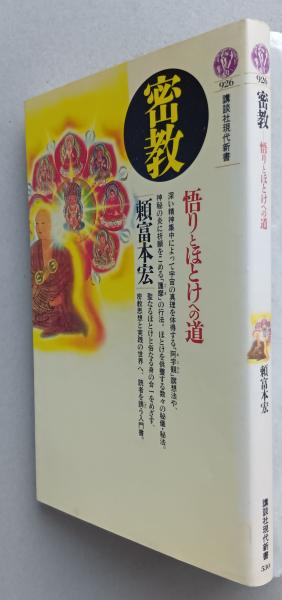 926
講談社現代新書
密教
悟りとほとけへの道
頼富本宏
深い精神集中によって宇宙の真理を体得する「阿字観」瞑想法や、
神秘の炎に祈願をこめる「護摩」の行法、ほとけを供養する数々の秘儀・秘法。
聖なるほとけと俗なる身の合一をめざす、
密教思想と実践の世界へ、読者を誘う入門書。
926
密教
悟りとほとけへの道
頼富本宏
講談社現代新書
530